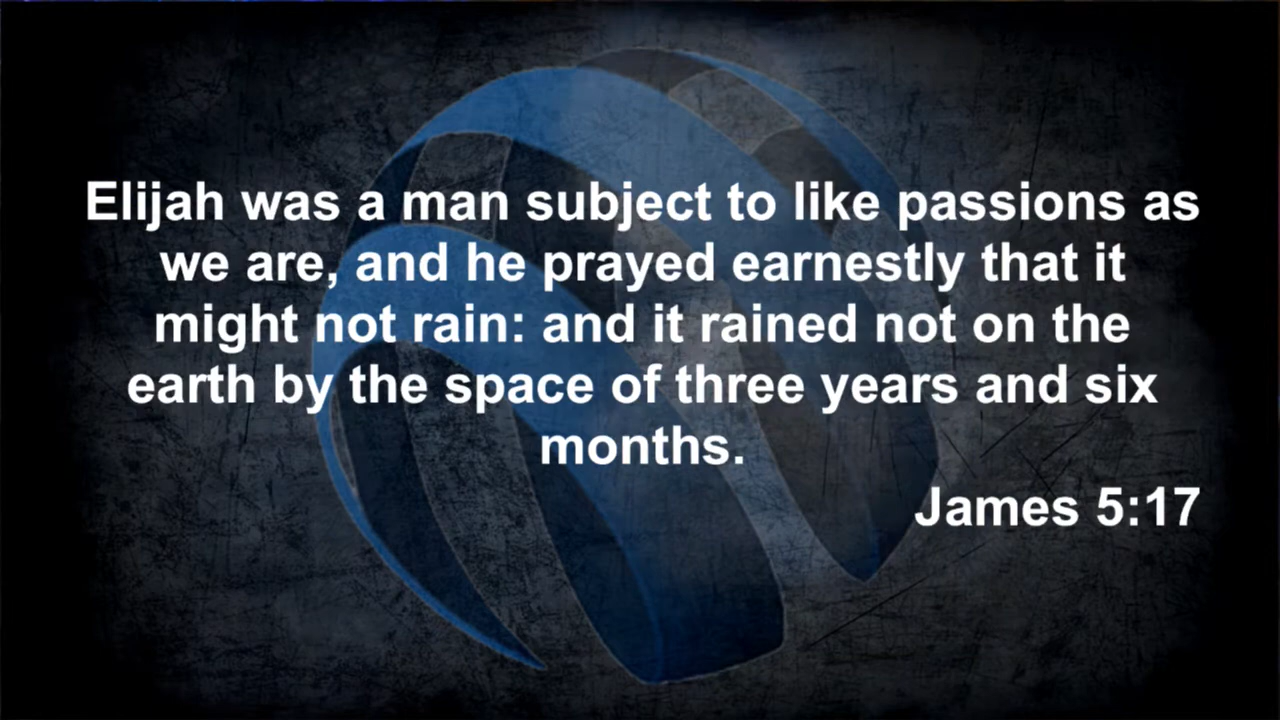 Elijah was a man subject to like passions as
we are, and he prayed earnestly that it
might not rain: and it rained not on the
earth by the space of three years and six
months.
James 5:17